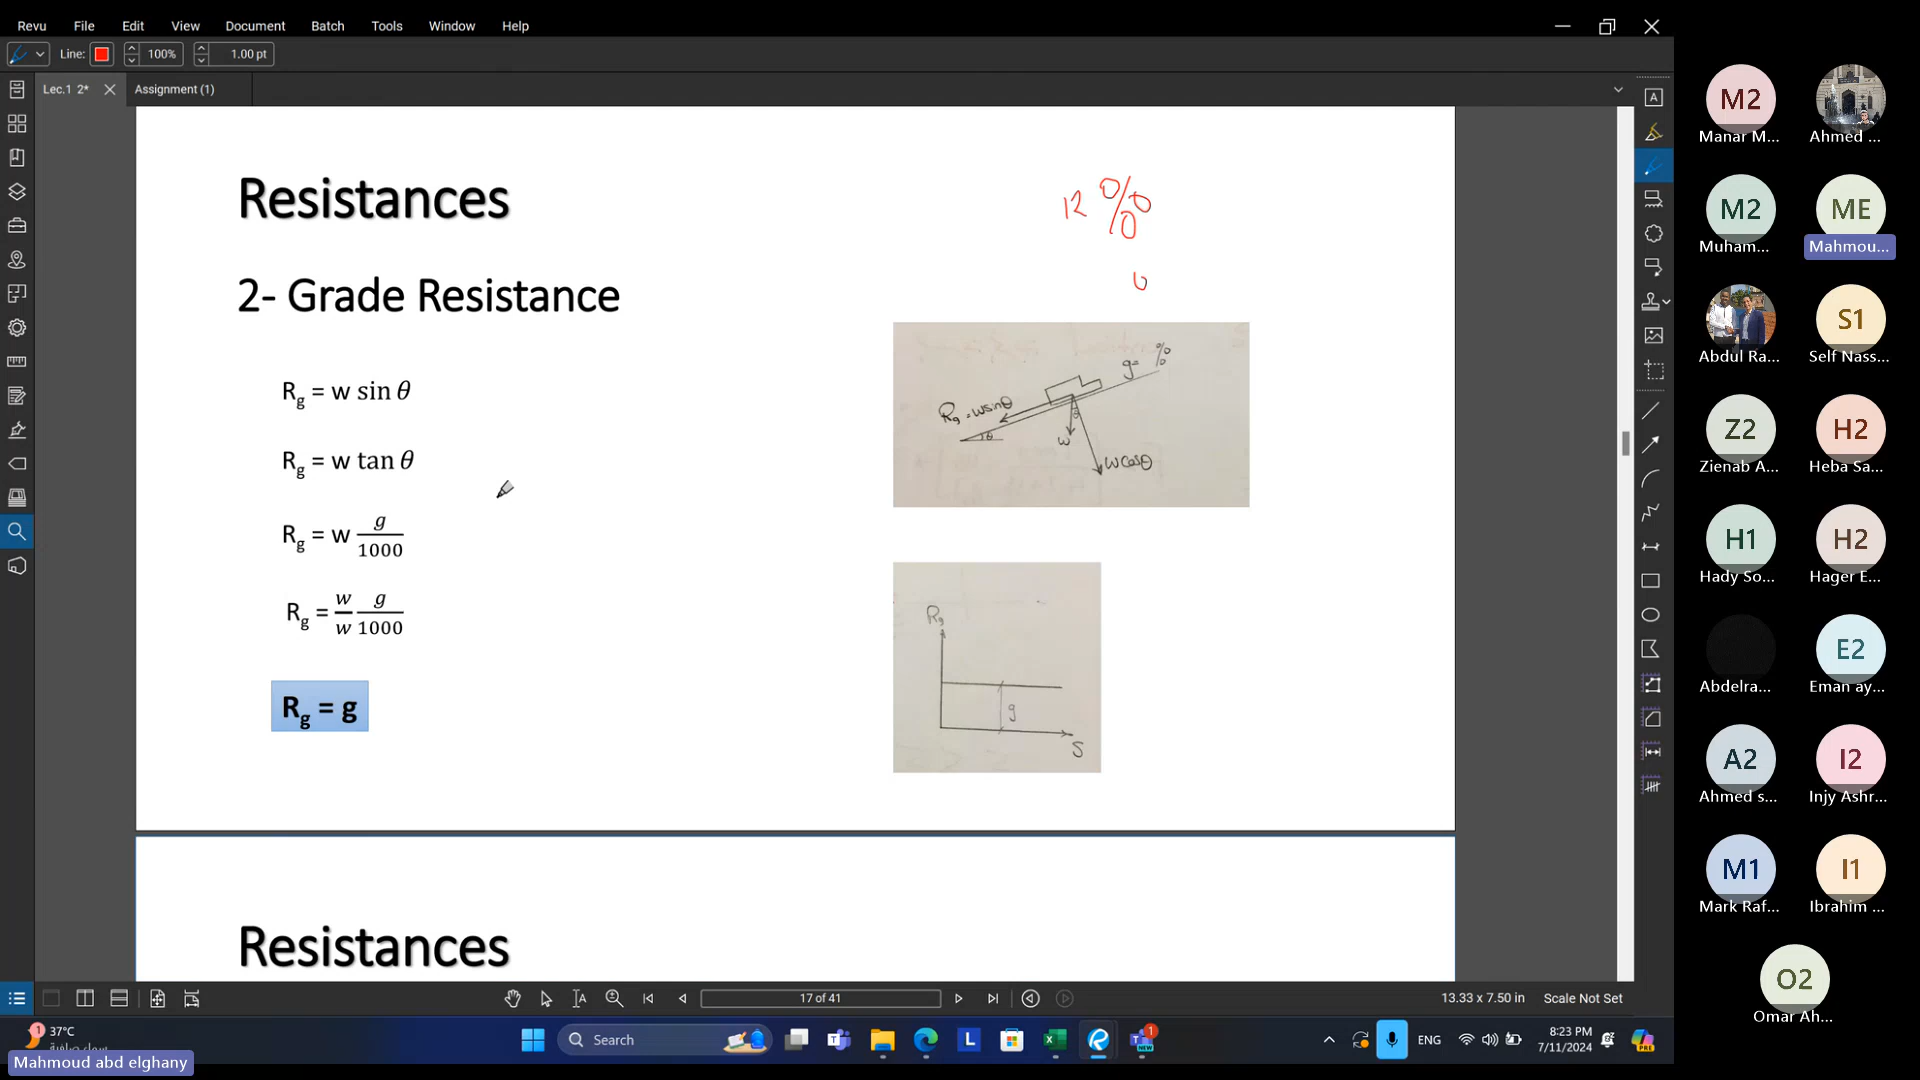 Revu File Edit View Document Batch Tools Window Help
Line: 100% 1.00 pt
Lec.1 2* Assignment (1)
Resistances
12 ‰
2- Grade Resistance
Rg = w sin θ
Rg = w tan θ
Rg = w g/1000
Rg = w/w g/1000
Rg = g
g= %
Rg = w sinθ
θ
θ
w
w cosθ
Rg
g
S
Resistances
17 of 41
13.33 x 7.50 in Scale Not Set
M2
Manar M...
Ahmed ...
M2
Muham...
ME
Mahmou...
Abdul Ra...
S1
Self Nass...
Z2
Zienab A...
H2
Heba Sa...
H1
Hady So...
H2
Hager E...
Abdelra...
E2
Eman ay...
A2
Ahmed s...
I2
Injy Ashr...
M1
Mark Raf...
I1
Ibrahim ...
O2
Omar Ah...
1
37°C
Search
1
NEW
ENG
8:23 PM
7/11/2024
PRE
Mahmoud abd elghany